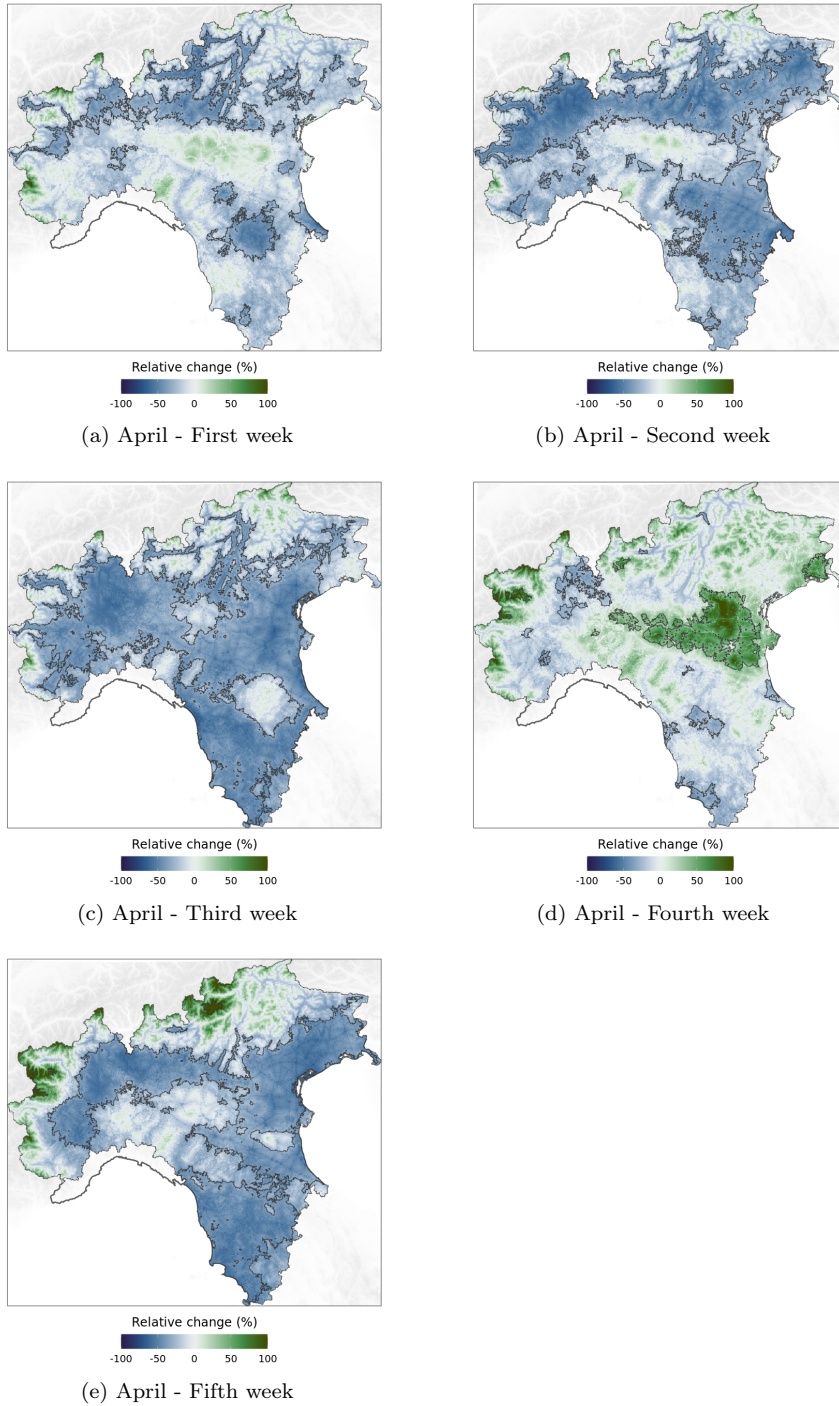 Relative change (%)
-100 -50 0 50 100
(a) April - First week
Relative change (%)
-100 -50 0 50 100
(b) April - Second week
Relative change (%)
-100 -50 0 50 100
(c) April - Third week
Relative change (%)
-100 -50 0 50 100
(d) April - Fourth week
Relative change (%)
-100 -50 0 50 100
(e) April - Fifth week